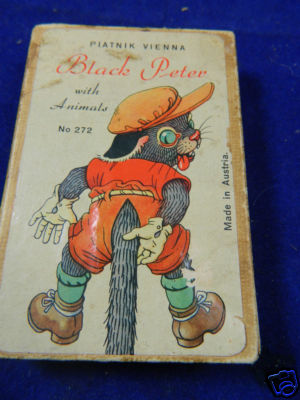 PIATNIK VIENNA
Black Peter
with
Animals
No 272
Made in Austria.